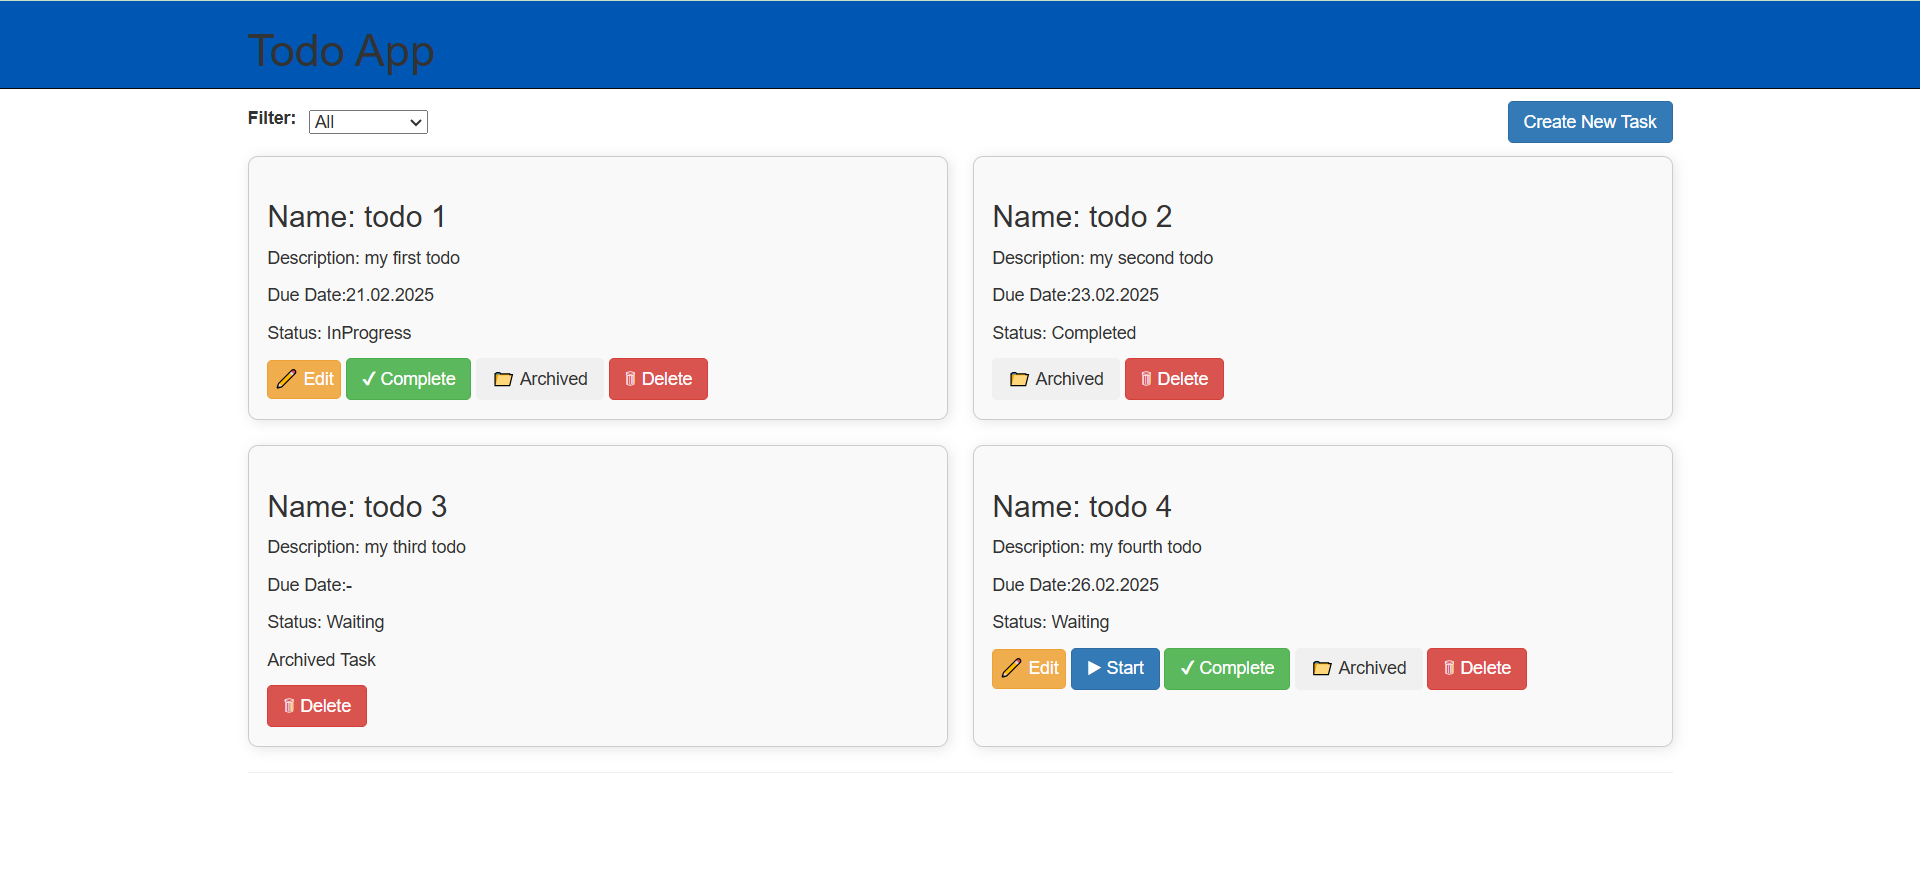 Todo App
Filter: All
Create New Task
Name: todo 1
Description: my first todo
Due Date:21.02.2025
Status: InProgress
Edit ✓ Complete Archived Delete
Name: todo 2
Description: my second todo
Due Date:23.02.2025
Status: Completed
Archived Delete
Name: todo 3
Description: my third todo
Due Date:-
Status: Waiting
Archived Task
Delete
Name: todo 4
Description: my fourth todo
Due Date:26.02.2025
Status: Waiting
Edit Start ✓ Complete Archived Delete